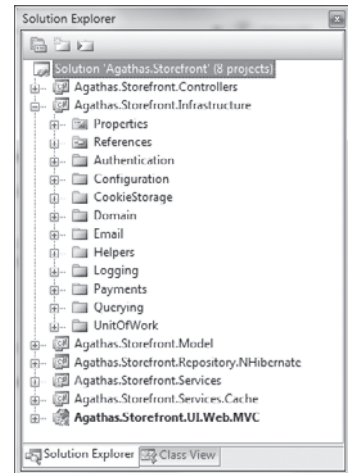 Solution Explorer
Solution 'Agathas.Storefront' (8 projects)
Agathas.Storefront.Controllers
Agathas.Storefront.Infrastructure
Properties
References
Authentication
Configuration
CookieStorage
Domain
Email
Helpers
Logging
Payments
Querying
UnitOfWork
Agathas.Storefront.Model
Agathas.Storefront.Repository.NHibernate
Agathas.Storefront.Services
Agathas.Storefront.Services.Cache
Agathas.Storefront.UI.Web.MVC
Solution Explorer Class View